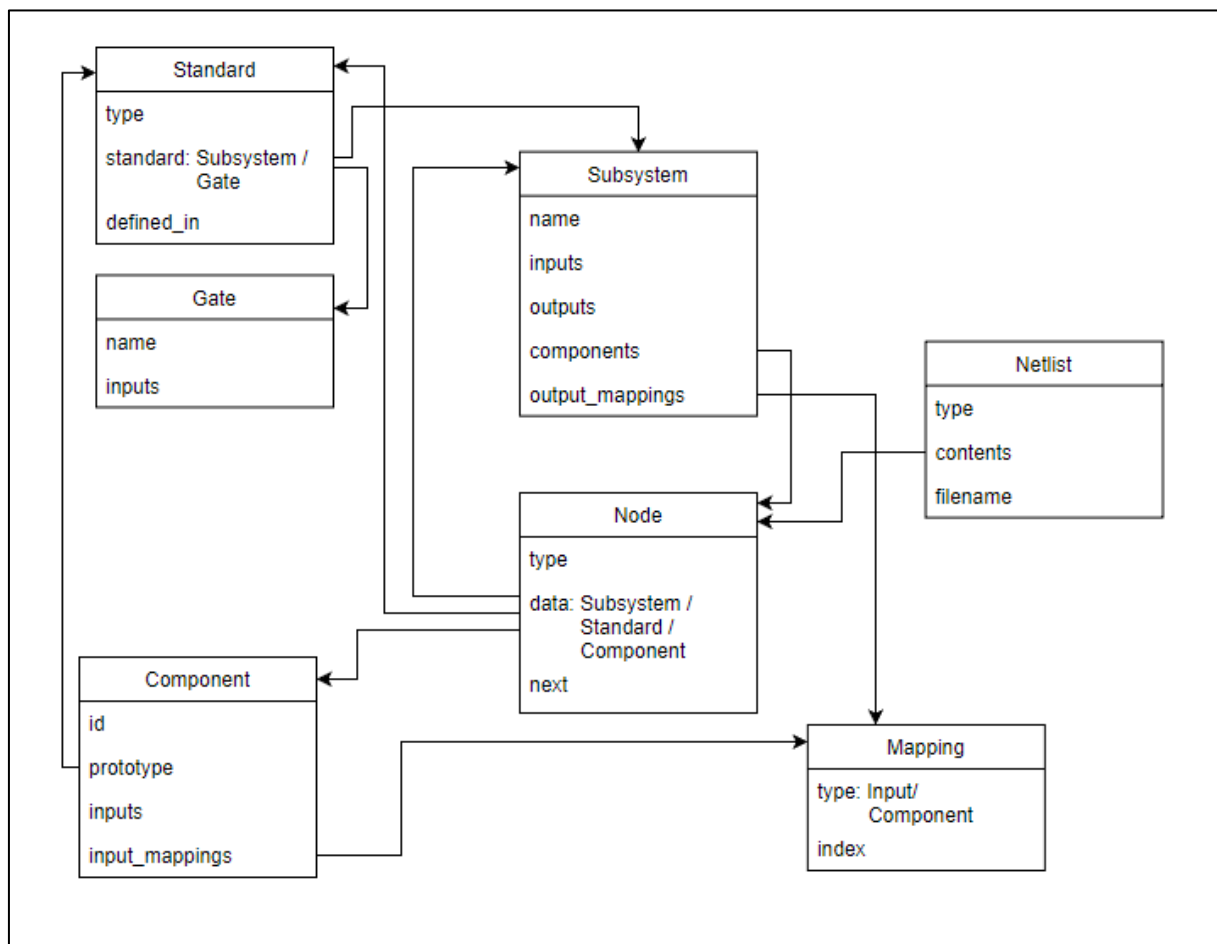 Standard
type
standard: Subsystem /
Gate
defined_in
Gate
name
inputs
Subsystem
name
inputs
outputs
components
output_mappings
Netlist
type
contents
filename
Node
type
data: Subsystem /
Standard /
Component
next
Component
id
prototype
inputs
input_mappings
Mapping
type: Input/
Component
index